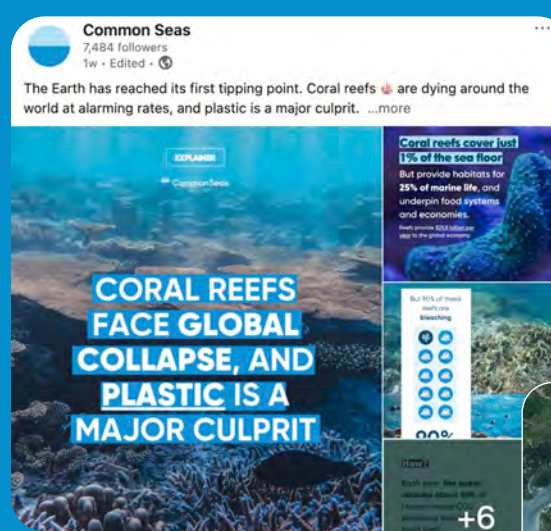 Common Seas
7,484 followers
1w • Edited •
The Earth has reached its first tipping point. Coral reefs 🪸 are dying around the
world at alarming rates, and plastic is a major culprit. ...more
EXPLAINER
CommonSeas
CORAL REEFS
FACE GLOBAL
COLLAPSE, AND
PLASTIC IS A
MAJOR CULPRIT
Coral reefs cover just
1% of the sea floor
But provide habitats for
25% of marine life, and
underpin food systems
and economies.
But 90% of these
reefs are
bleaching
90%
How?
+6